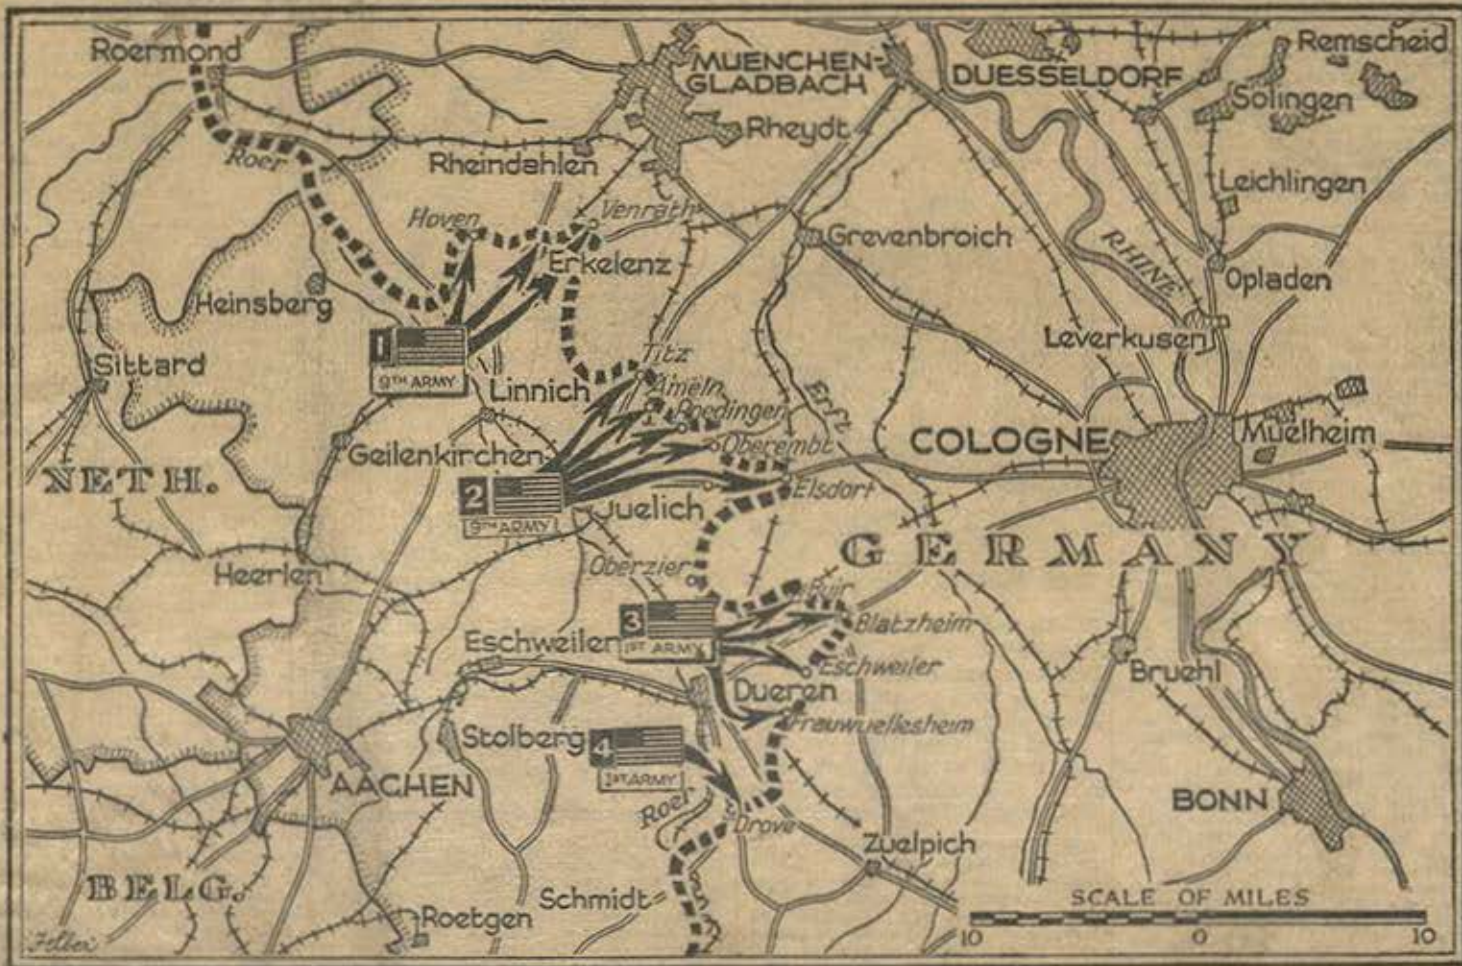 Roermond
MUENCHEN-
GLADBACH
DUESSELDORF
Remscheid
Solingen
Rheydt
Roer
Rheindahlen
Leichlingen
Hoven
Venrath
Grevenbroich
RHINE
Erkelenz
Opladen
Heinsberg
Leverkusen
1
9TH ARMY
Titz
Sittard
Linnich
Ameln
Roedingen
Erft
Oberembt
COLOGNE
Muelheim
Geilenkirchen
NETH.
2
9TH ARMY
Juelich
Elsdorf
GERMANY
Oberzier
Heerlen
Buir
3
1ST ARMY
Blatzheim
Eschweiler
Eschweiler
Bruehl
Dueren
Frauwuellesheim
Stolberg
4
1ST ARMY
AACHEN
BONN
Roer
Drove
Zuelpich
BELG.
Schmidt
SCALE OF MILES
Roetgen
10 0 10